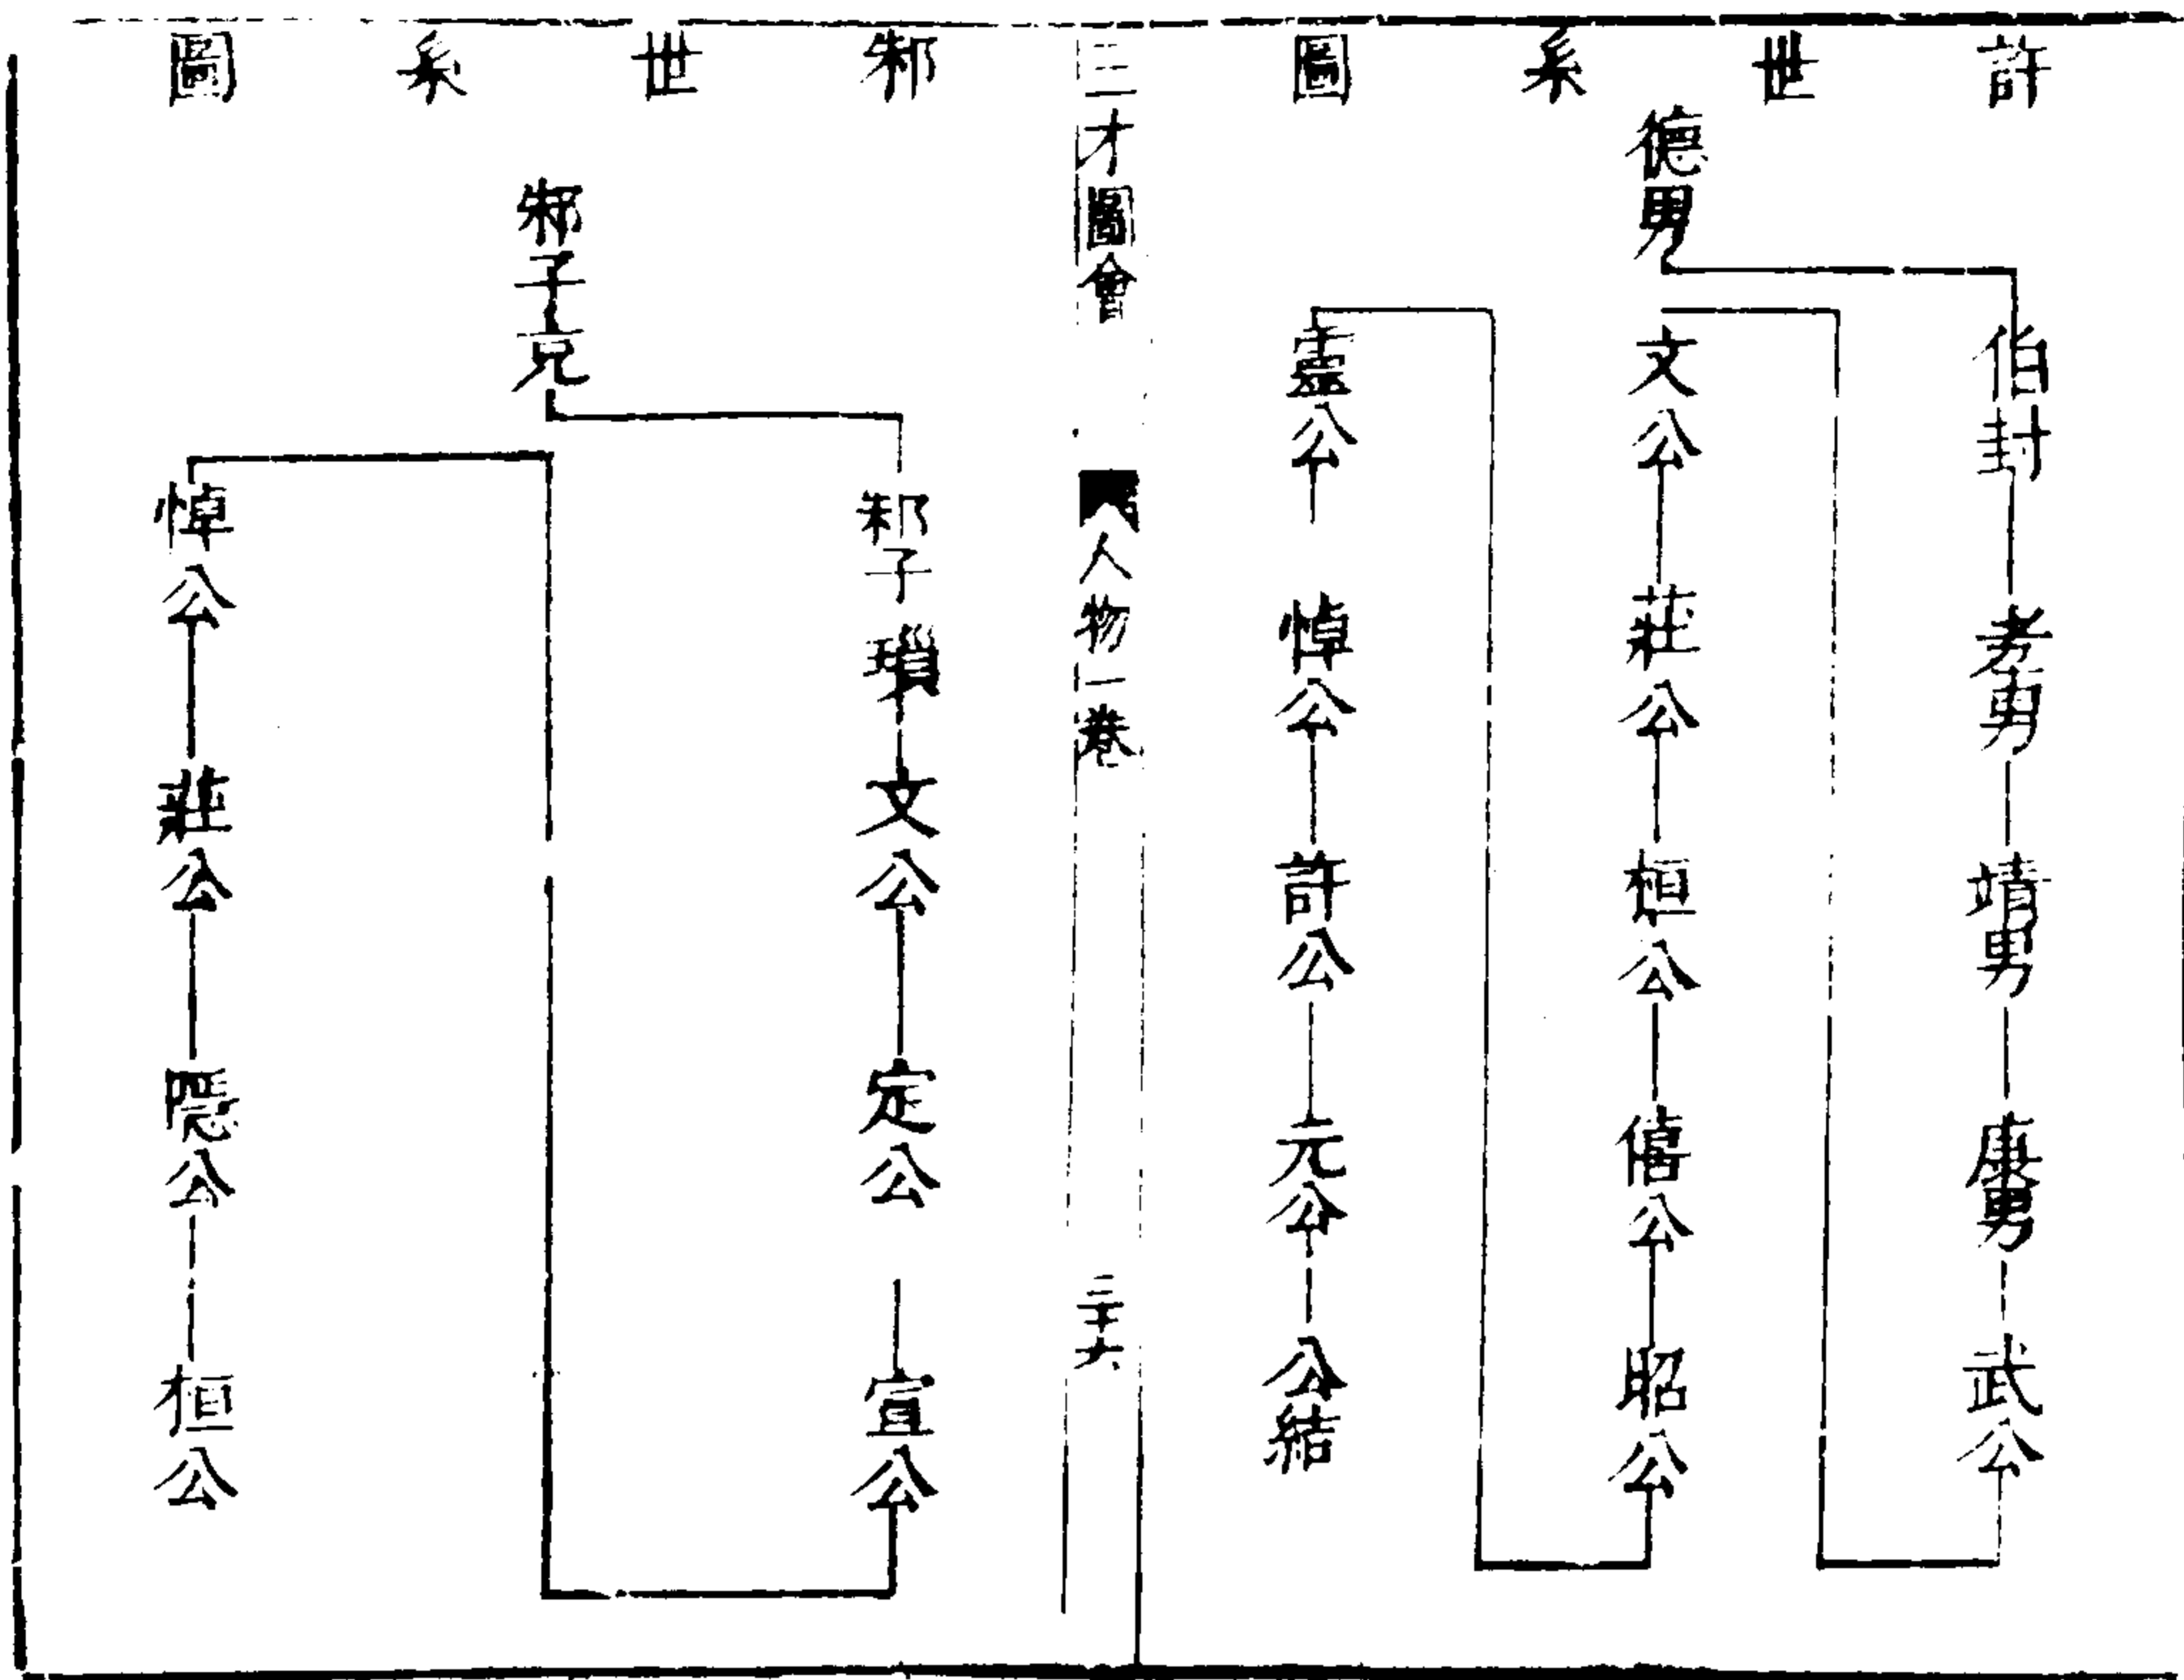 許世系圖
德男
伯封 孝男 靖男 康男 武公
文公 莊公 桓公 僖公 昭公
靈公 悼公 許公 元公 公結
三才圖會 人物一卷 三十六
邾世系圖
邾子克
邾子瑣 文公 定公 宣公
悼公 莊公 隱公 桓公